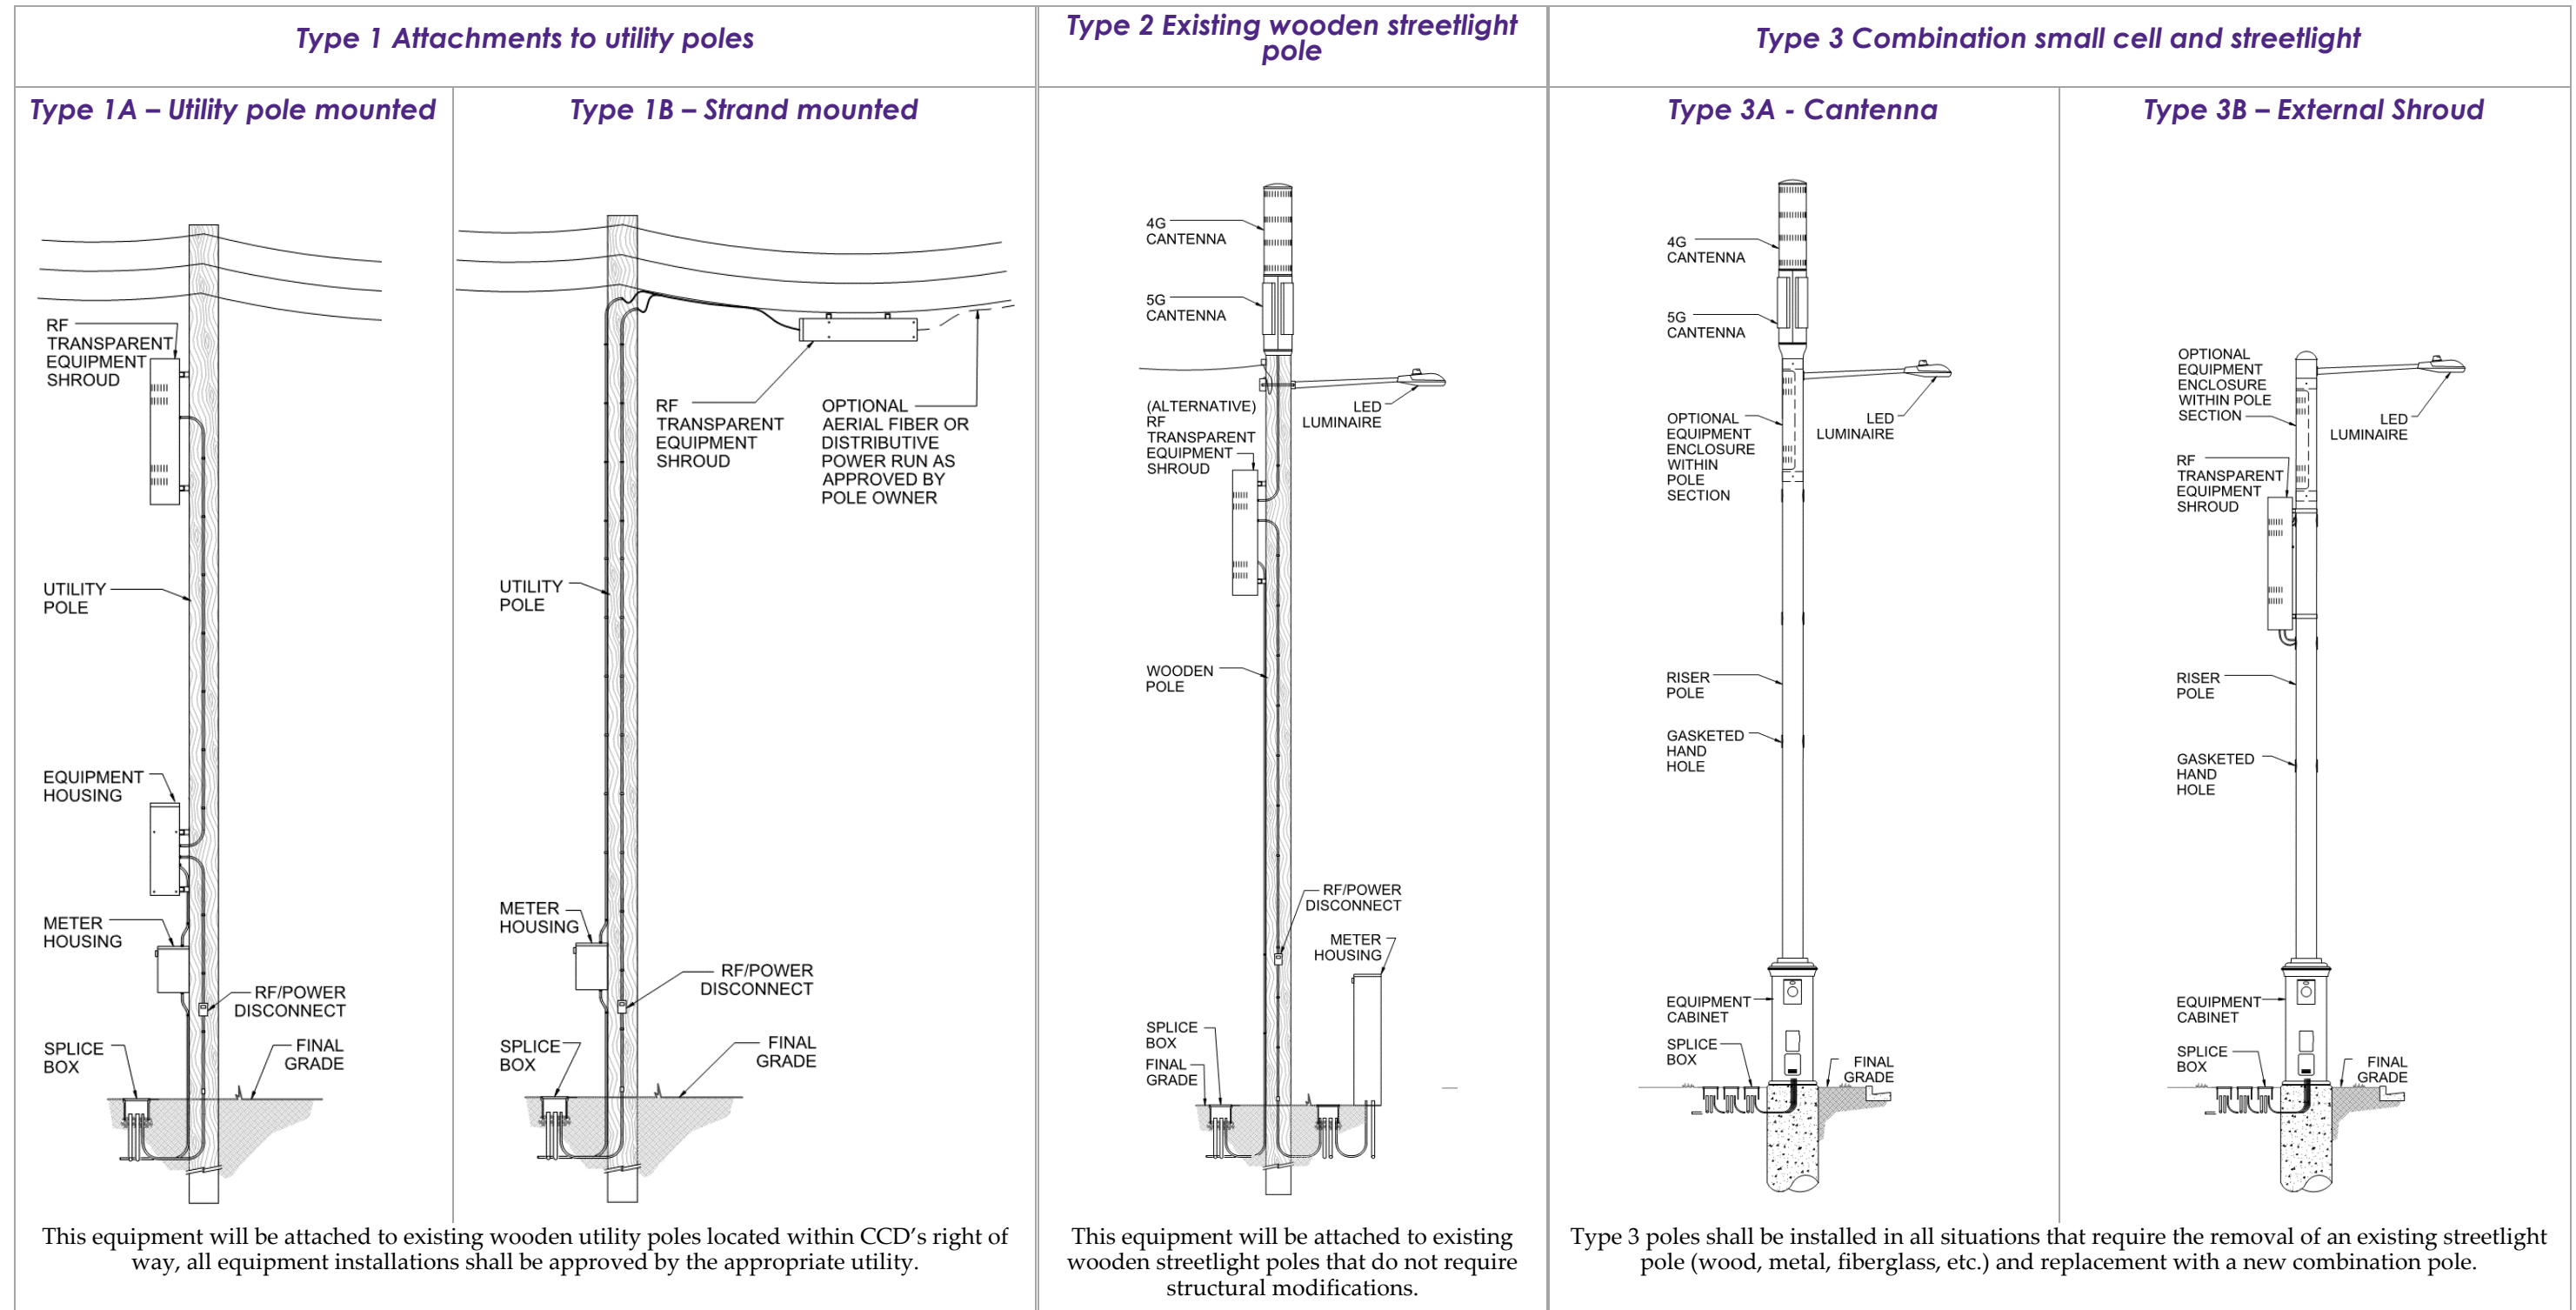 Type 1 Attachments to utility poles
Type 2 Existing wooden streetlight
pole
Type 3 Combination small cell and streetlight
Type 1A – Utility pole mounted
Type 1B – Strand mounted
Type 3A - Cantenna
Type 3B – External Shroud
RF
TRANSPARENT
EQUIPMENT
SHROUD
UTILITY
POLE
EQUIPMENT
HOUSING
METER
HOUSING
RF/POWER
DISCONNECT
SPLICE
BOX
FINAL
GRADE
RF
TRANSPARENT
EQUIPMENT
SHROUD
OPTIONAL
AERIAL FIBER OR
DISTRIBUTIVE
POWER RUN AS
APPROVED BY
POLE OWNER
UTILITY
POLE
METER
HOUSING
RF/POWER
DISCONNECT
SPLICE
BOX
FINAL
GRADE
This equipment will be attached to existing wooden utility poles located within CCD’s right of
way, all equipment installations shall be approved by the appropriate utility.
4G
CANTENNA
5G
CANTENNA
(ALTERNATIVE)
RF
TRANSPARENT
EQUIPMENT
SHROUD
LED
LUMINAIRE
WOODEN
POLE
RF/POWER
DISCONNECT
METER
HOUSING
SPLICE
BOX
FINAL
GRADE
This equipment will be attached to existing
wooden streetlight poles that do not require
structural modifications.
4G
CANTENNA
5G
CANTENNA
OPTIONAL
EQUIPMENT
ENCLOSURE
WITHIN
POLE
SECTION
LED
LUMINAIRE
RISER
POLE
GASKETED
HAND
HOLE
EQUIPMENT
CABINET
SPLICE
BOX
FINAL
GRADE
OPTIONAL
EQUIPMENT
ENCLOSURE
WITHIN POLE
SECTION
LED
LUMINAIRE
RF
TRANSPARENT
EQUIPMENT
SHROUD
RISER
POLE
GASKETED
HAND
HOLE
EQUIPMENT
CABINET
SPLICE
BOX
FINAL
GRADE
Type 3 poles shall be installed in all situations that require the removal of an existing streetlight
pole (wood, metal, fiberglass, etc.) and replacement with a new combination pole.